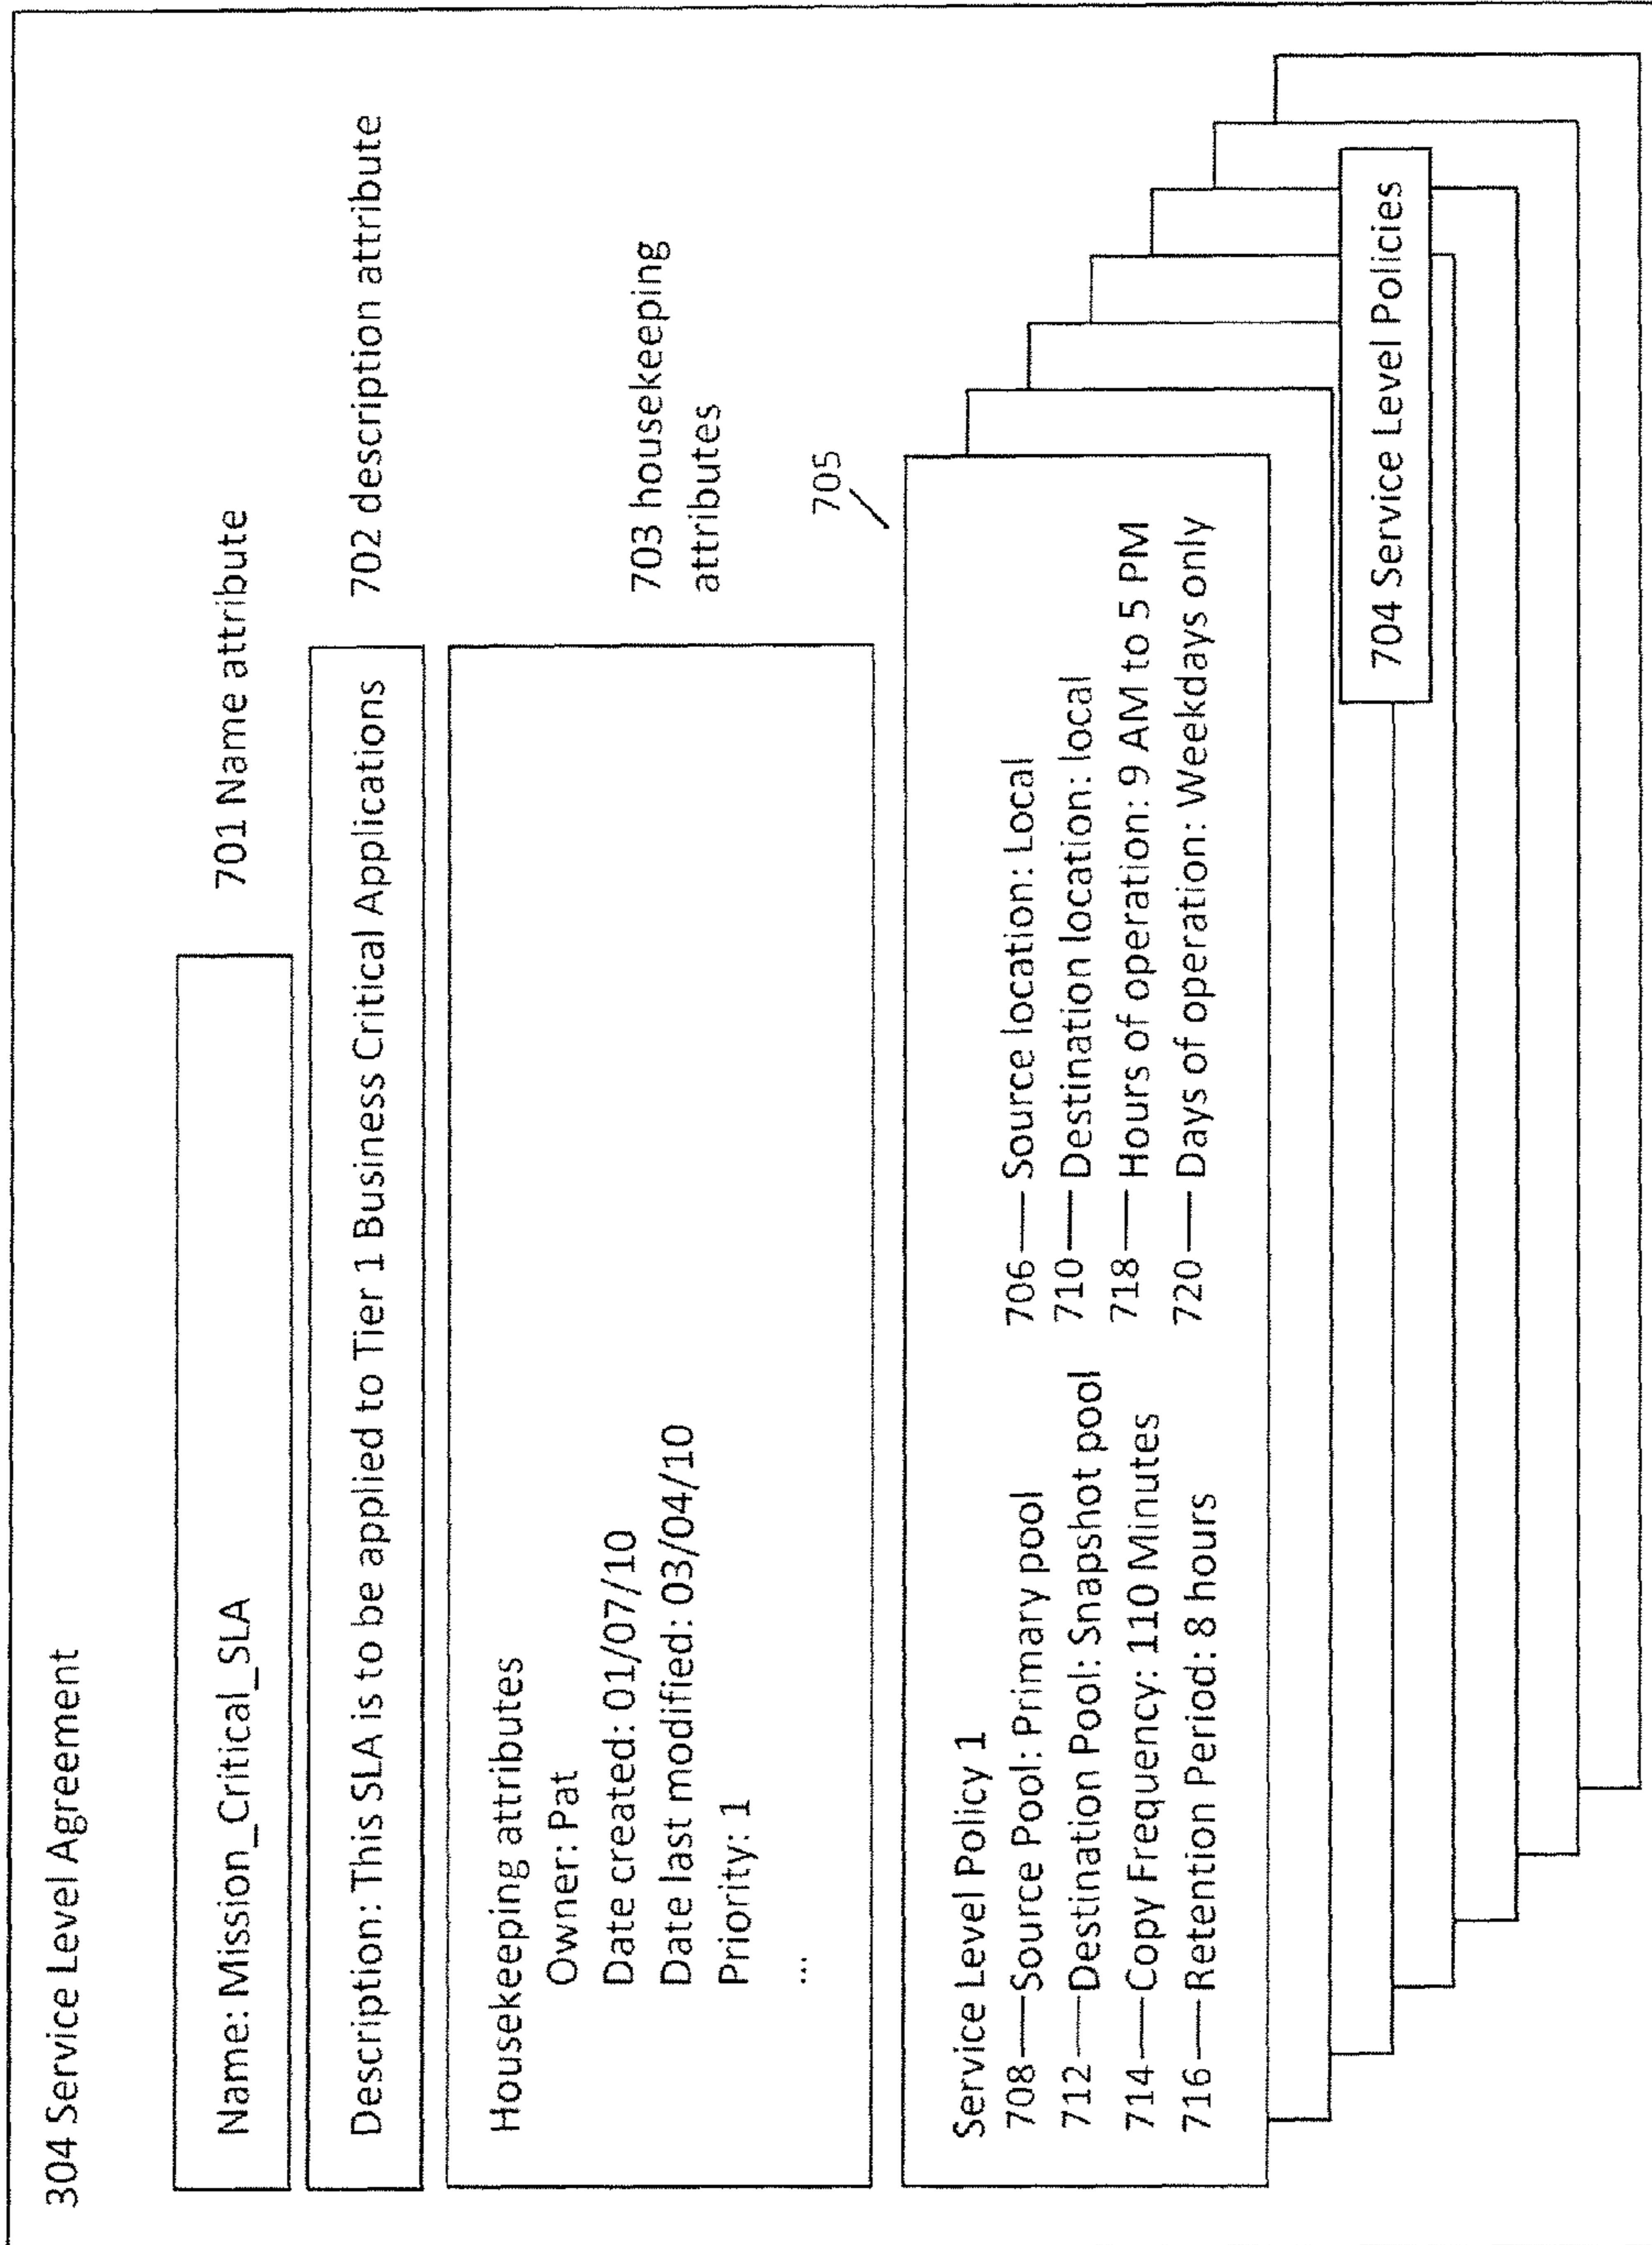 304 Service Level Agreement
Name: Mission_Critical_SLA
701 Name attribute
Description: This SLA is to be applied to Tier 1 Business Critical Applications
702 description attribute
Housekeeping attributes
Owner: Pat
Date created: 01/07/10
Date last modified: 03/04/10
Priority: 1
...
703 housekeeping
attributes
705
Service Level Policy 1
708 — Source Pool: Primary pool
712 — Destination Pool: Snapshot pool
714 — Copy Frequency: 110 Minutes
716 — Retention Period: 8 hours
706 — Source location: Local
710 — Destination location: local
718 — Hours of operation: 9 AM to 5 PM
720 — Days of operation: Weekdays only
704 Service Level Policies